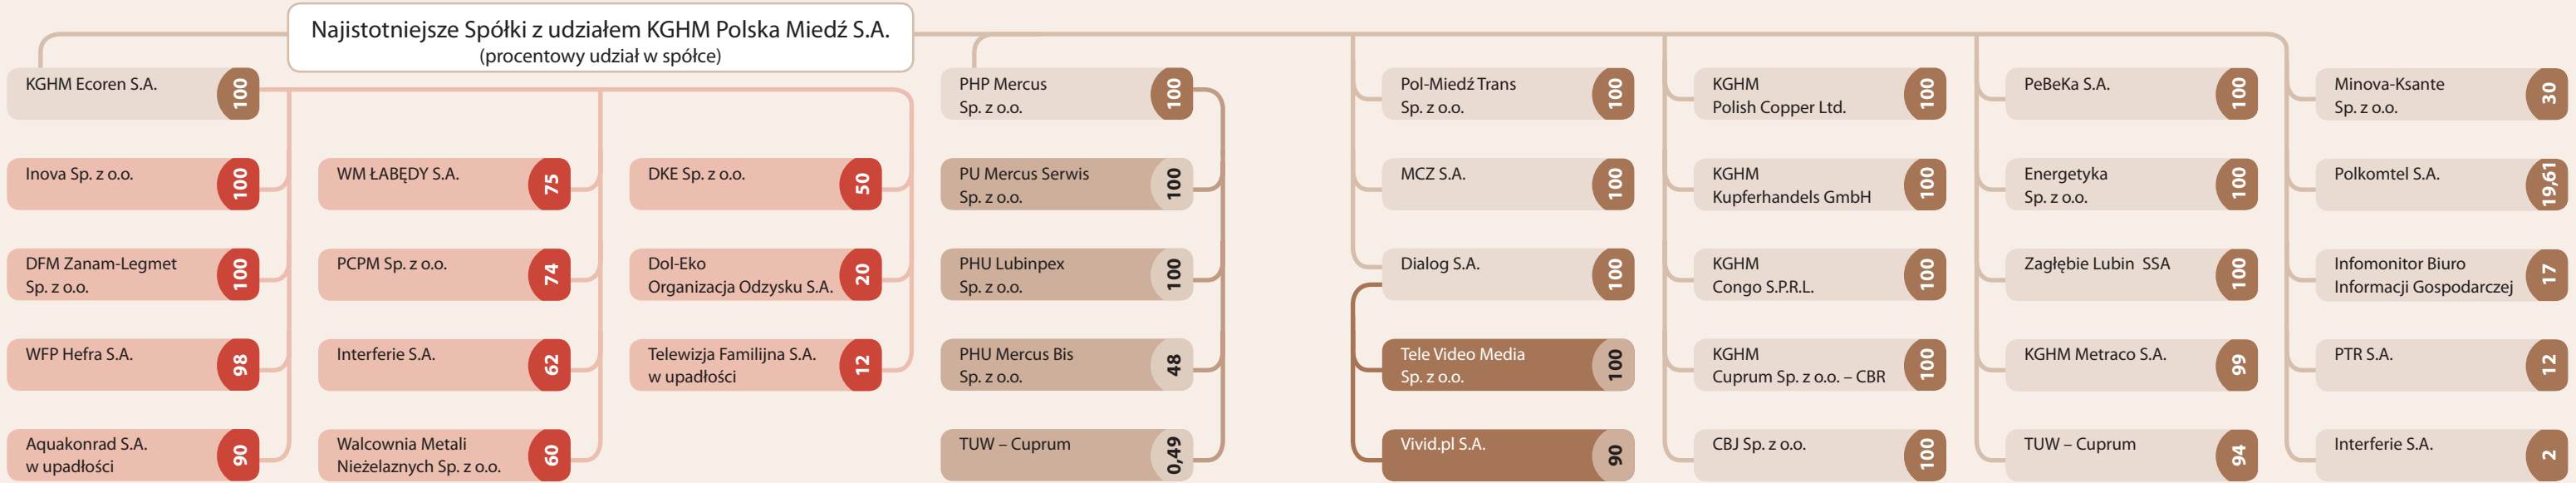 Najistotniejsze Spółki z udziałem KGHM Polska Miedź S.A.
(procentowy udział w spółce)
KGHM Ecoren S.A.
100
Inova Sp. z o.o.
100
DFM Zanam-Legmet
Sp. z o.o.
100
WFP Hefra S.A.
98
Aquakonrad S.A.
w upadłości
90
WM ŁABĘDY S.A.
75
PCPM Sp. z o.o.
74
Interferie S.A.
62
Walcownia Metali
Nieżelaznych Sp. z o.o.
60
DKE Sp. z o.o.
50
Dol-Eko
Organizacja Odzysku S.A.
20
Telewizja Familijna S.A.
w upadłości
12
PHP Mercus
Sp. z o.o.
100
PU Mercus Serwis
Sp. z o.o.
100
PHU Lubinpex
Sp. z o.o.
100
PHU Mercus Bis
Sp. z o.o.
48
TUW – Cuprum
0,49
Pol-Miedź Trans
Sp. z o.o.
100
MCZ S.A.
100
Dialog S.A.
100
Tele Video Media
Sp. z o.o.
100
Vivid.pl S.A.
90
KGHM
Polish Copper Ltd.
100
KGHM
Kupferhandels GmbH
100
KGHM
Congo S.P.R.L.
100
KGHM
Cuprum Sp. z o.o. – CBR
100
CBJ Sp. z o.o.
100
PeBeKa S.A.
100
Energetyka
Sp. z o.o.
100
Zagłębie Lubin SSA
100
KGHM Metraco S.A.
99
TUW – Cuprum
94
Minova-Ksante
Sp. z o.o.
30
Polkomtel S.A.
19,61
Infomonitor Biuro
Informacji Gospodarczej
17
PTR S.A.
12
Interferie S.A.
2